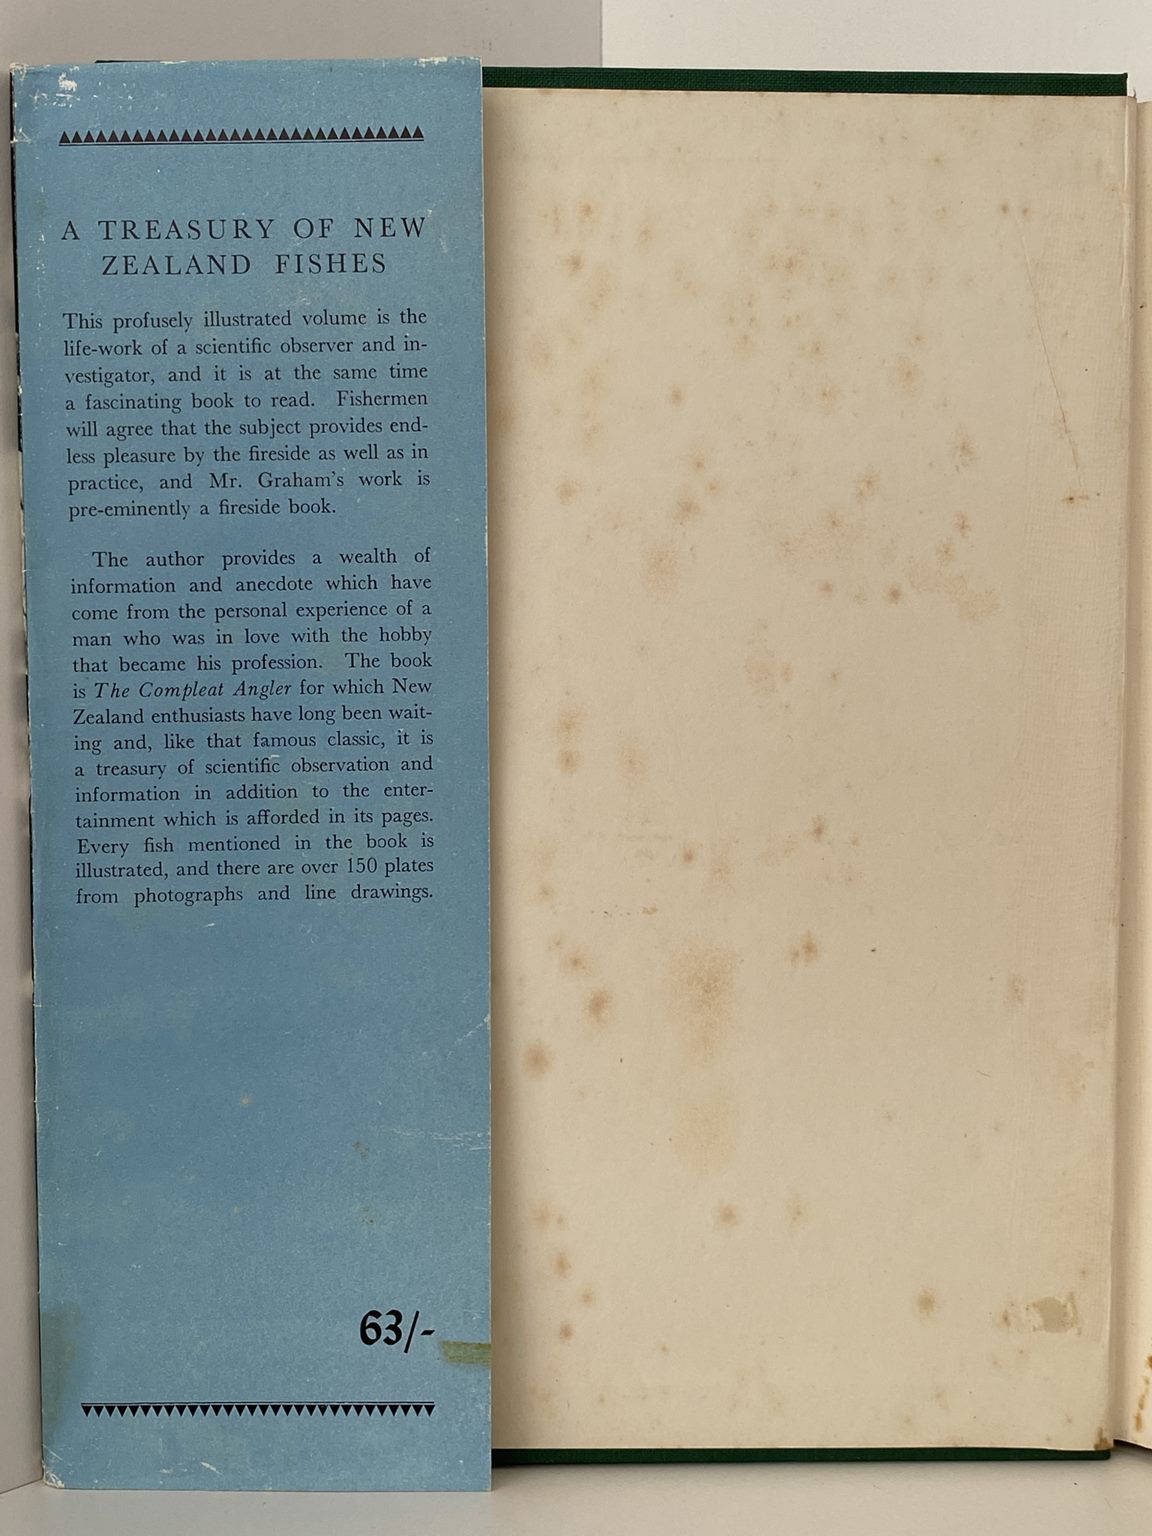 A TREASURY OF NEW
ZEALAND FISHES
This profusely illustrated volume is the
life-work of a scientific observer and in-
vestigator, and it is at the same time
a fascinating book to read. Fishermen
will agree that the subject provides end-
less pleasure by the fireside as well as in
practice, and Mr. Graham's work is
pre-eminently a fireside book.
The author provides a wealth of
information and anecdote which have
come from the personal experience of a
man who was in love with the hobby
that became his profession. The book
is The Compleat Angler for which New
Zealand enthusiasts have long been wait-
ing and, like that famous classic, it is
a treasury of scientific observation and
information in addition to the enter-
tainment which is afforded in its pages.
Every fish mentioned in the book is
illustrated, and there are over 150 plates
from photographs and line drawings.
63/-